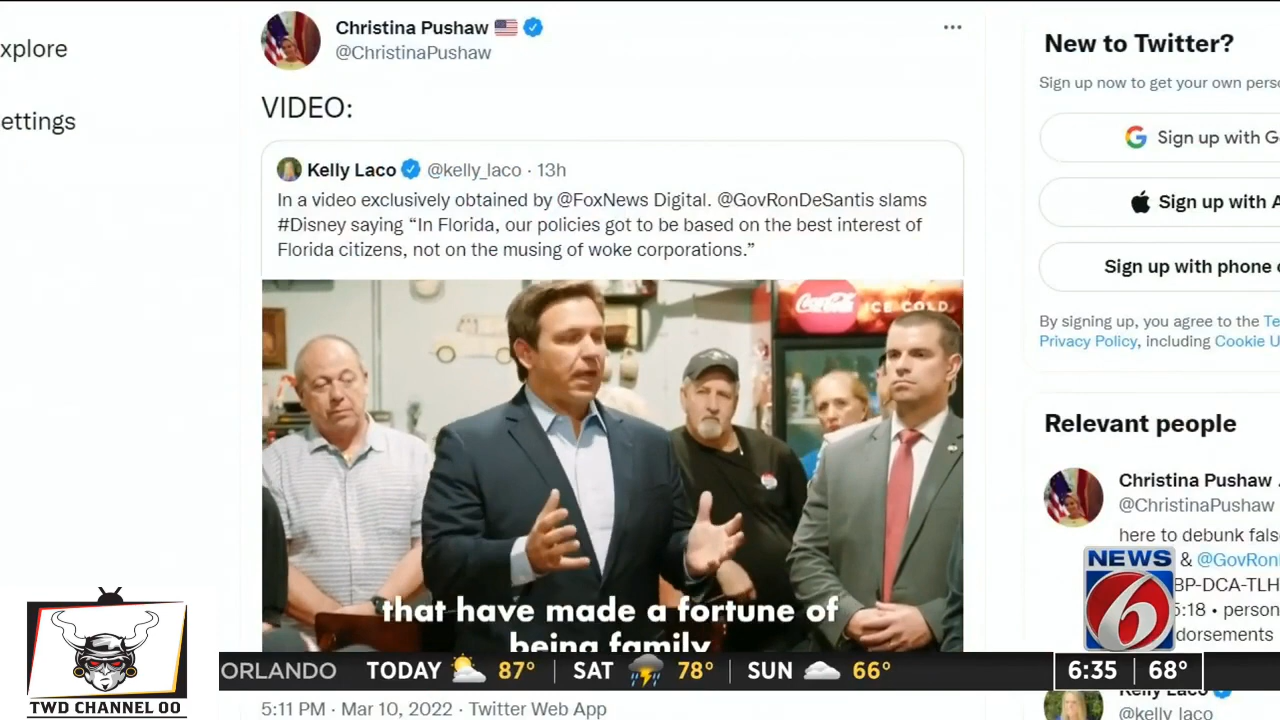 xplore
ettings
Christina Pushaw
@ChristinaPushaw
VIDEO:
Kelly Laco @kelly_laco · 13h
In a video exclusively obtained by @FoxNews Digital. @GovRonDeSantis slams
#Disney saying “In Florida, our policies got to be based on the best interest of
Florida citizens, not on the musing of woke corporations.”
Coca-Cola ICE COLD
that have made a fortune of
being family
5:11 PM · Mar 10, 2022 · Twitter Web App
New to Twitter?
Sign up now to get your own pers
Sign up with G
Sign up with A
Sign up with phone o
By signing up, you agree to the Te
Privacy Policy, including Cookie U
Relevant people
Christina Pushaw
@ChristinaPushaw
here to debunk fals
& @GovRon
BP-DCA-TLH
5:18 • person
dorsements
Kelly Laco
@kelly_laco
NEWS
6
TWD CHANNEL 00
ORLANDO TODAY 87° SAT 78° SUN 66°
6:35 68°